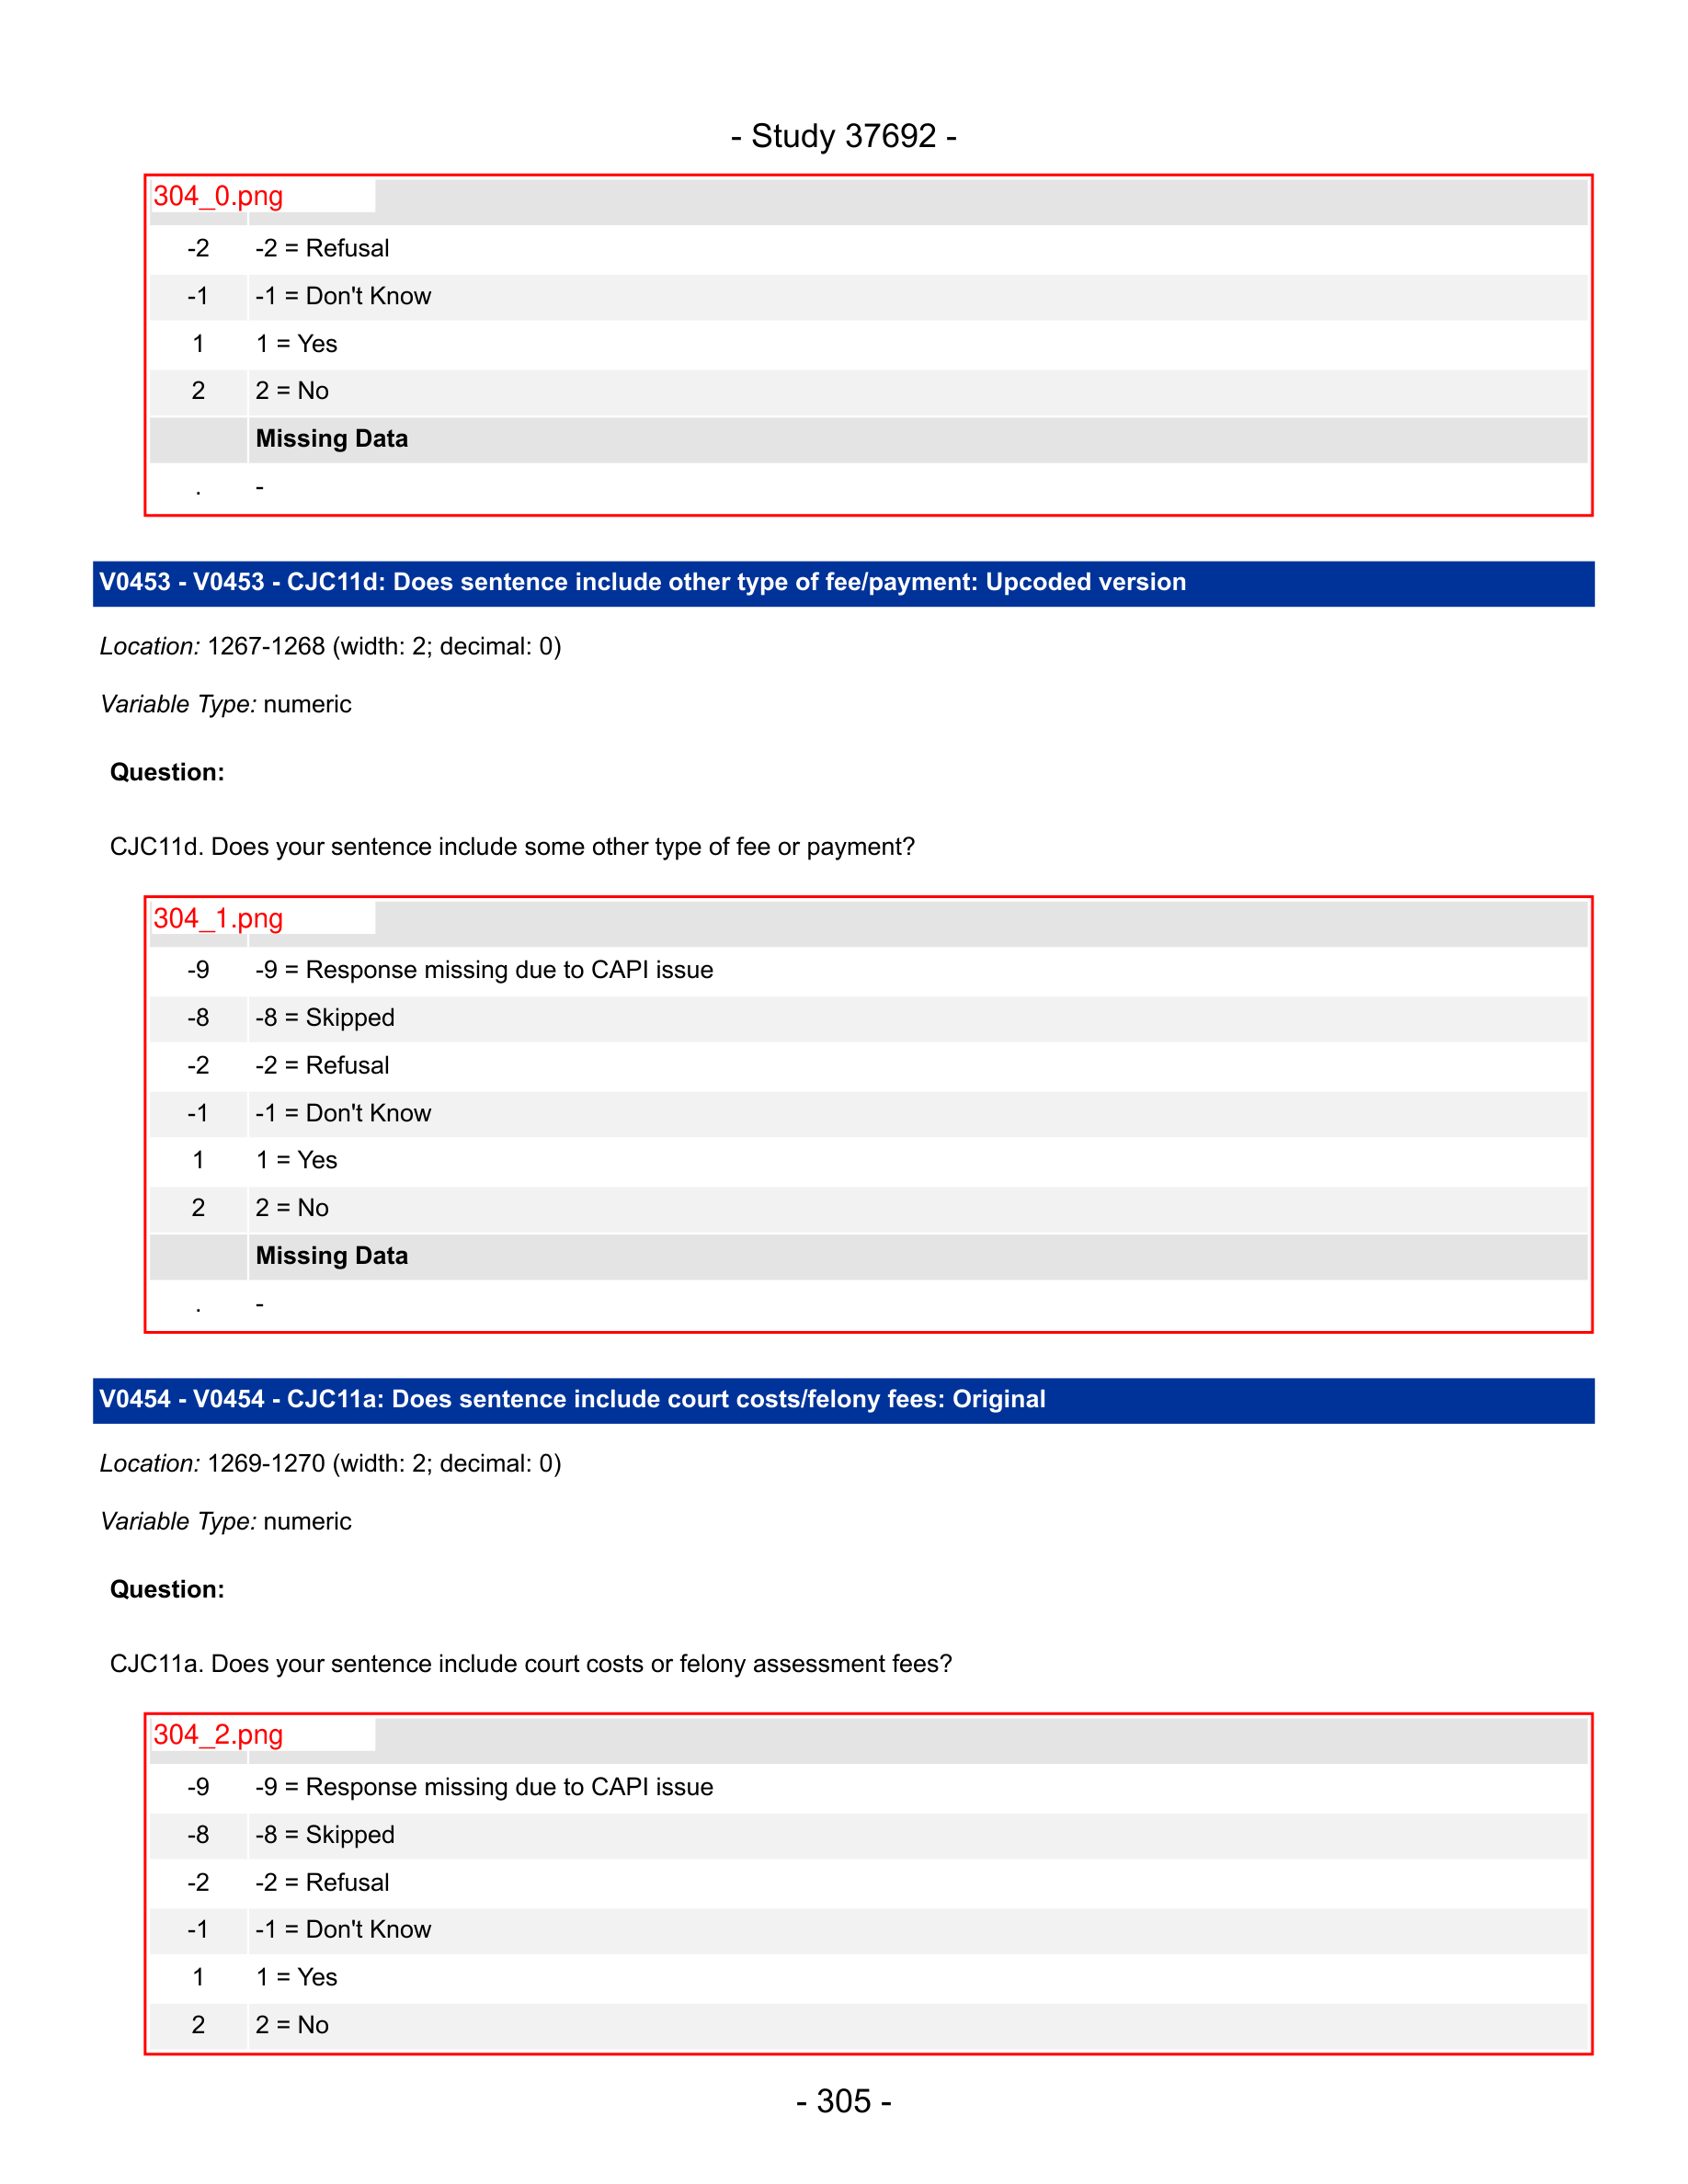 - Study 37692 -
304_0.png
-2 -2 = Refusal
-1 -1 = Don't Know
1 1 = Yes
2 2 = No
Missing Data
. -
V0453 - V0453 - CJC11d: Does sentence include other type of fee/payment: Upcoded version
Location: 1267-1268 (width: 2; decimal: 0)
Variable Type: numeric
Question:
CJC11d. Does your sentence include some other type of fee or payment?
304_1.png
-9 -9 = Response missing due to CAPI issue
-8 -8 = Skipped
-2 -2 = Refusal
-1 -1 = Don't Know
1 1 = Yes
2 2 = No
Missing Data
. -
V0454 - V0454 - CJC11a: Does sentence include court costs/felony fees: Original
Location: 1269-1270 (width: 2; decimal: 0)
Variable Type: numeric
Question:
CJC11a. Does your sentence include court costs or felony assessment fees?
304_2.png
-9 -9 = Response missing due to CAPI issue
-8 -8 = Skipped
-2 -2 = Refusal
-1 -1 = Don't Know
1 1 = Yes
2 2 = No
- 305 -